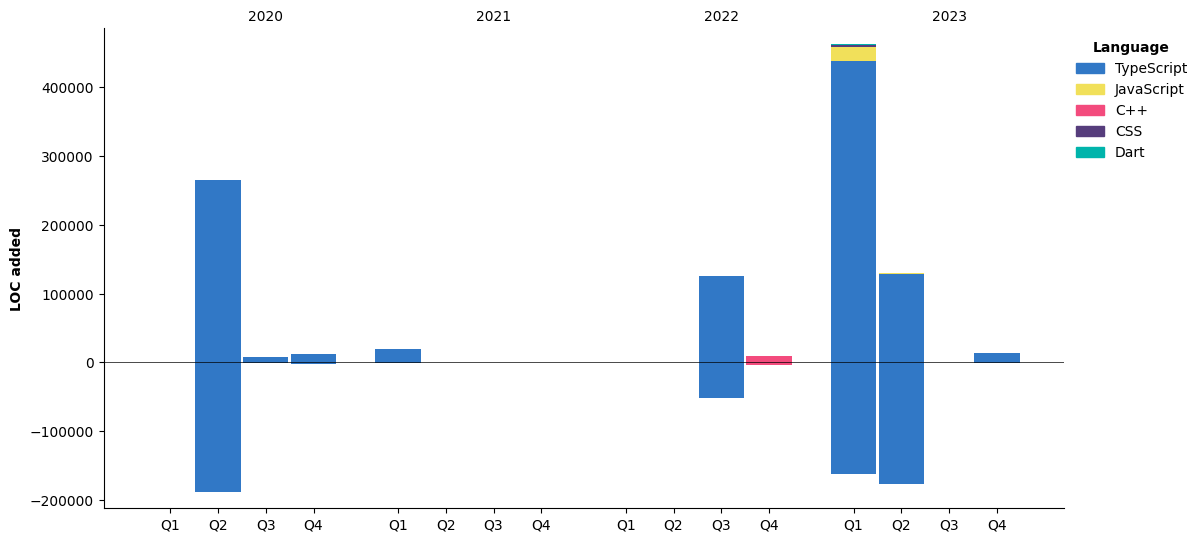 2020 2021 2022 2023
Language
TypeScript
JavaScript
C++
CSS
Dart
LOC added
400000
300000
200000
100000
0
−100000
−200000
Q1 Q2 Q3 Q4 Q1 Q2 Q3 Q4 Q1 Q2 Q3 Q4 Q1 Q2 Q3 Q4